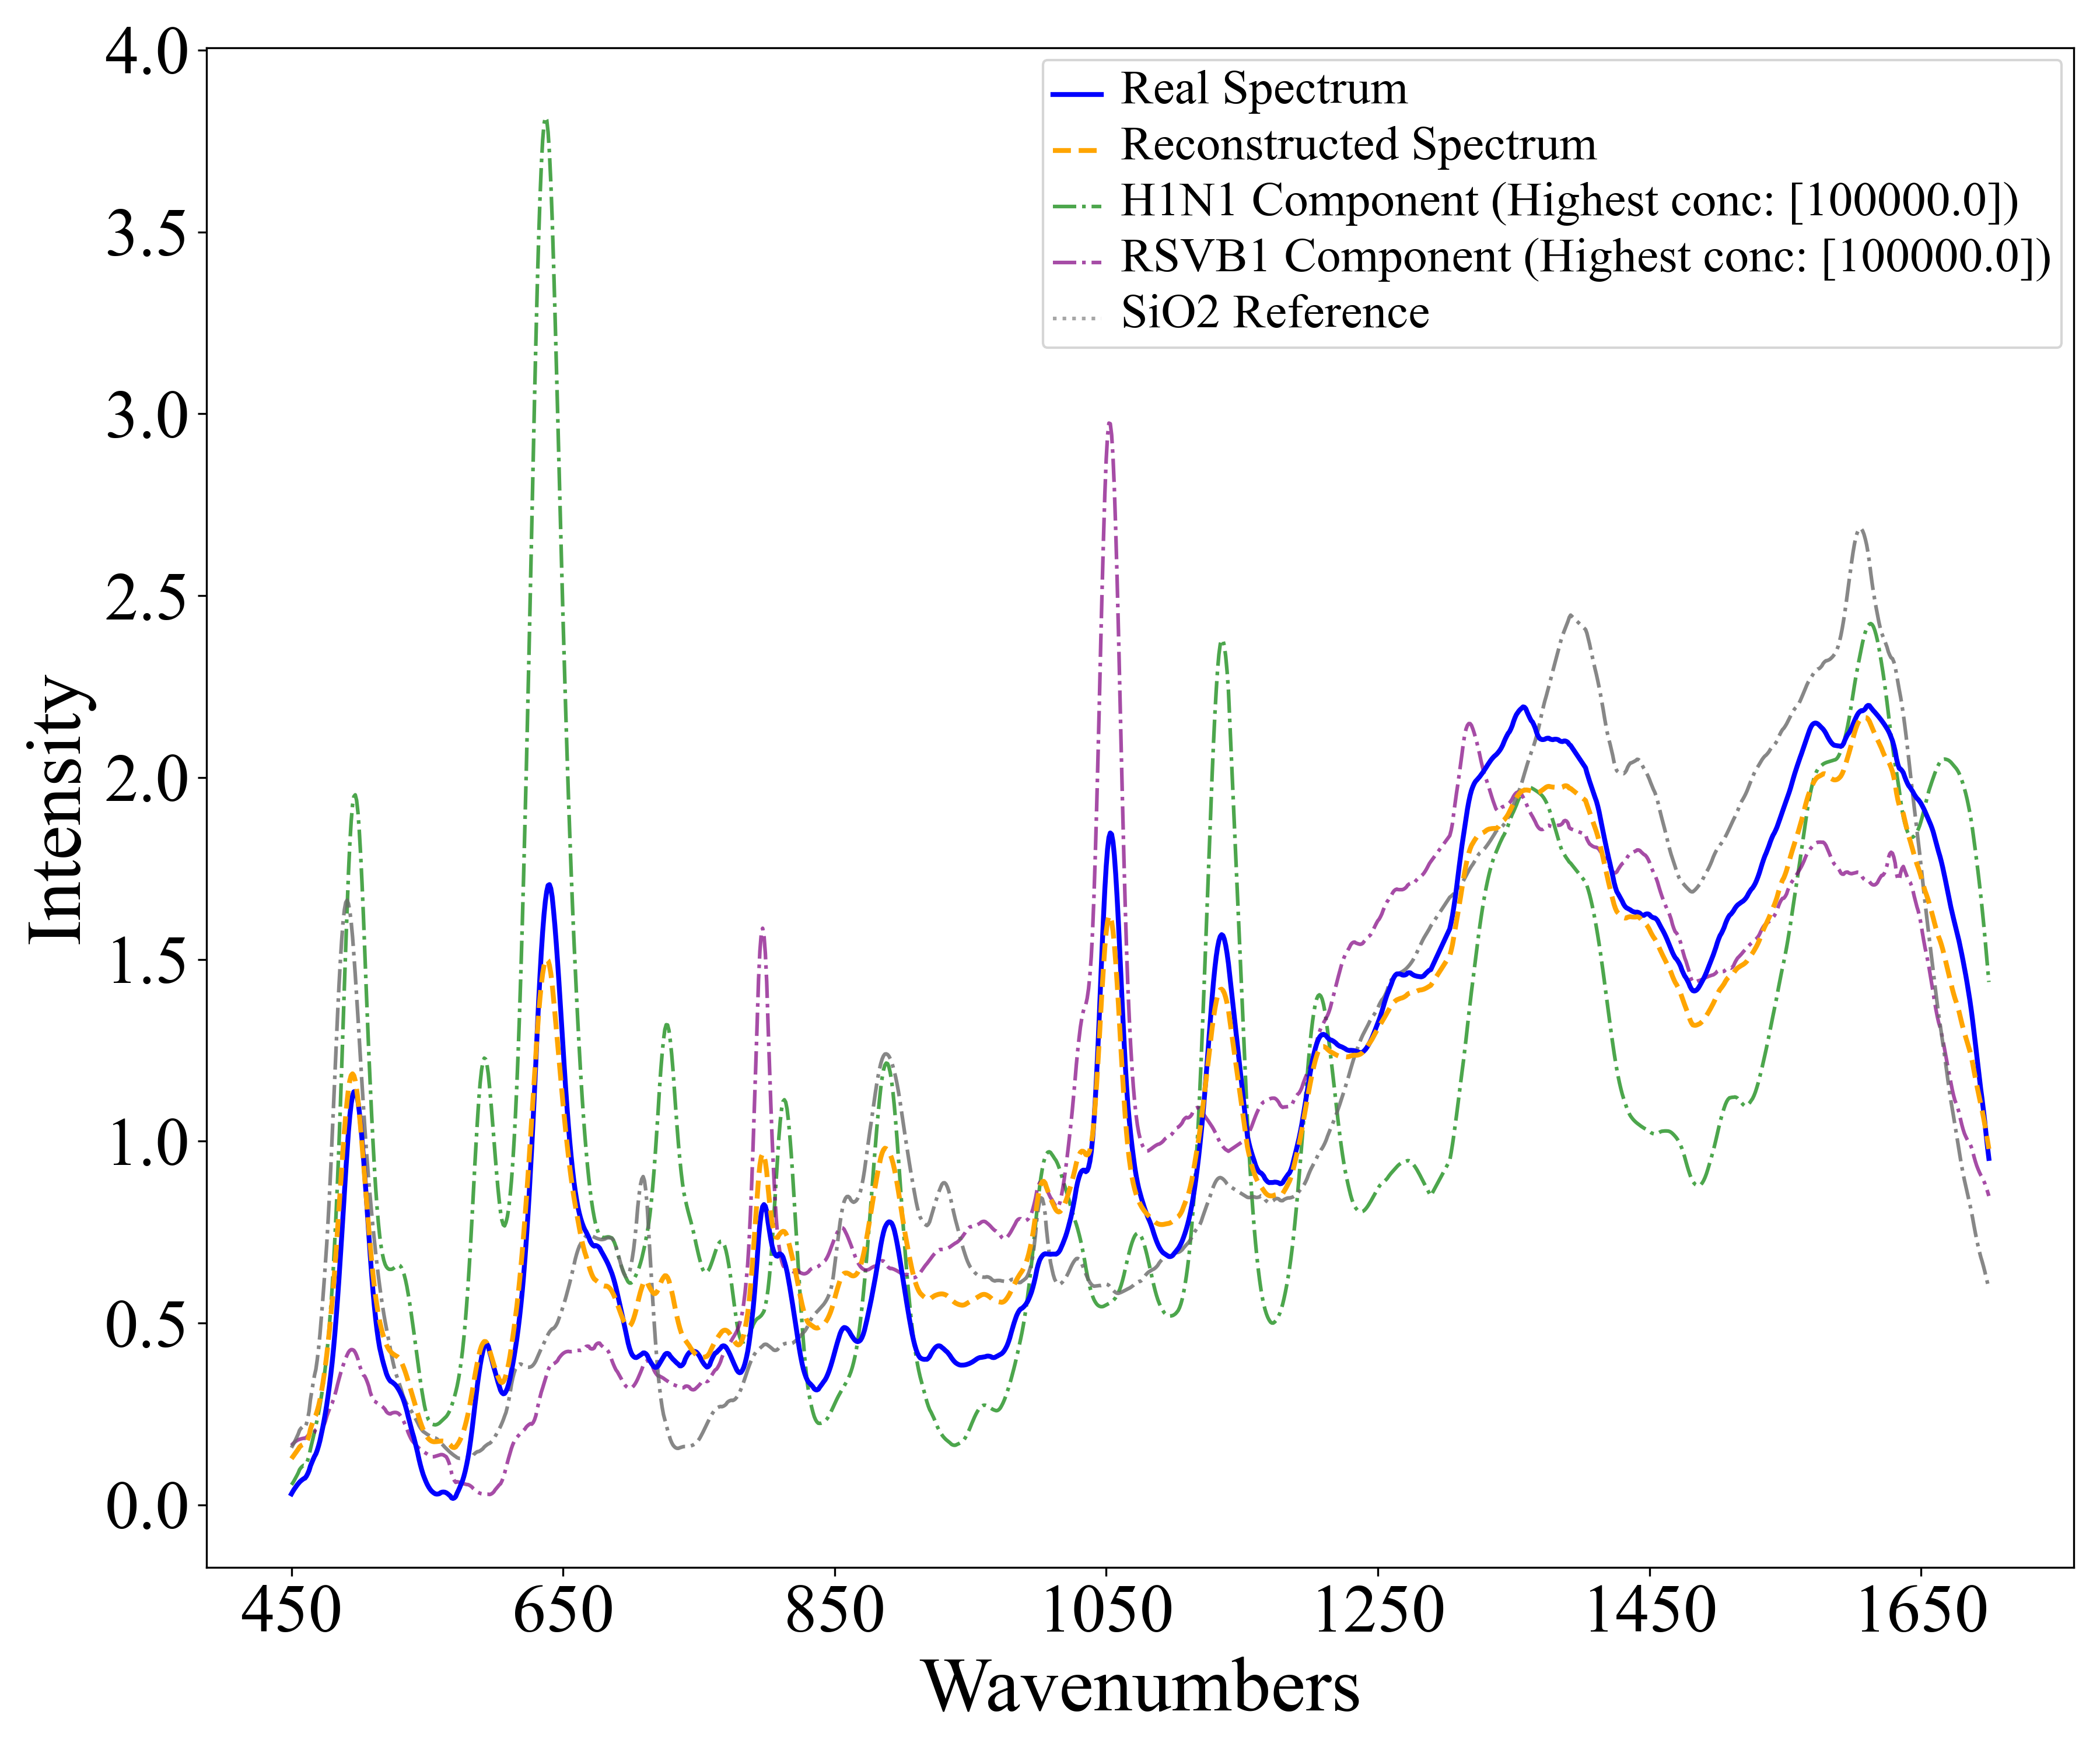 4.0
3.5
3.0
2.5
2.0
1.5
1.0
0.5
0.0
Intensity
Real Spectrum
Reconstructed Spectrum
H1N1 Component (Highest conc: [100000.0])
RSVB1 Component (Highest conc: [100000.0])
SiO2 Reference
450 650 850 1050 1250 1450 1650
Wavenumbers